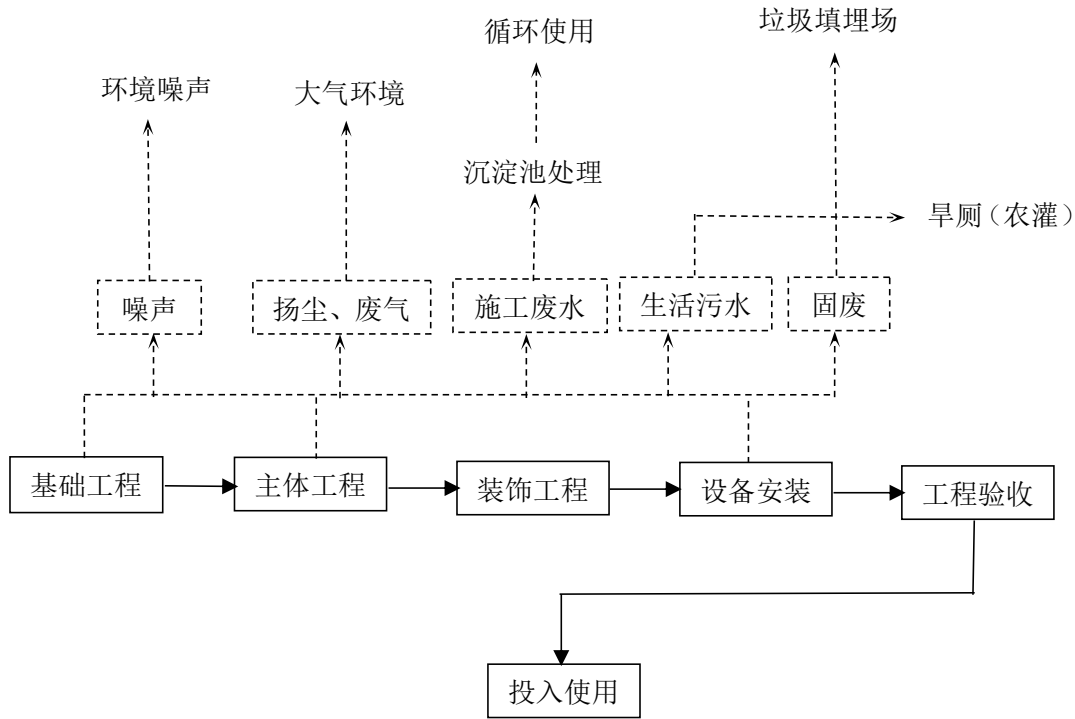 垃圾填埋场
循环使用
环境噪声
大气环境
沉淀池处理
旱厕（农灌）
噪声
扬尘、废气
施工废水
生活污水
固废
基础工程
主体工程
装饰工程
设备安装
工程验收
投入使用